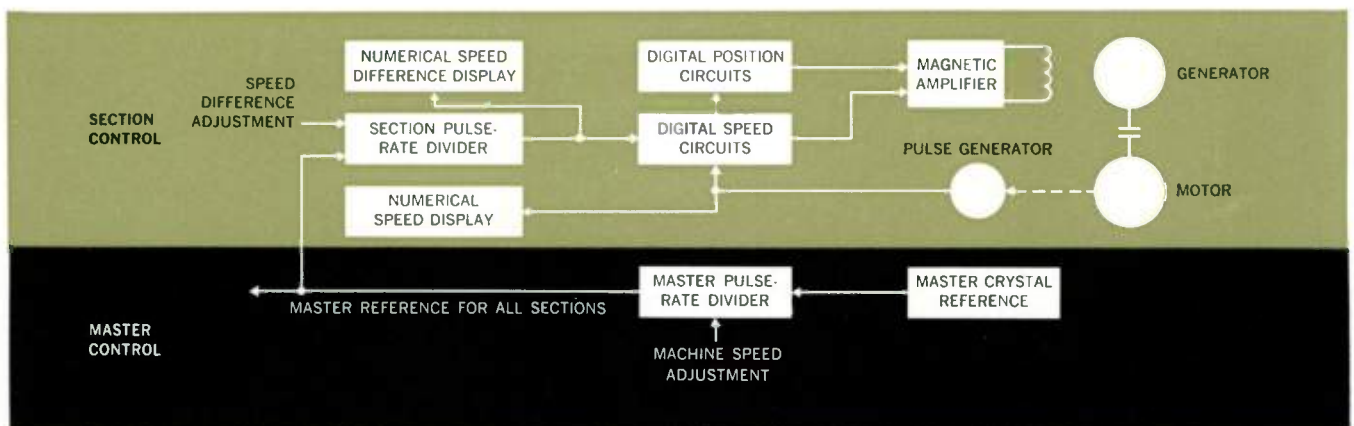 SECTION
CONTROL
SPEED
DIFFERENCE
ADJUSTMENT
NUMERICAL SPEED
DIFFERENCE DISPLAY
SECTION PULSE-
RATE DIVIDER
NUMERICAL
SPEED DISPLAY
DIGITAL POSITION
CIRCUITS
DIGITAL SPEED
CIRCUITS
MAGNETIC
AMPLIFIER
PULSE GENERATOR
GENERATOR
MOTOR
MASTER
CONTROL
MASTER REFERENCE FOR ALL SECTIONS
MASTER PULSE-
RATE DIVIDER
MASTER CRYSTAL
REFERENCE
MACHINE SPEED
ADJUSTMENT